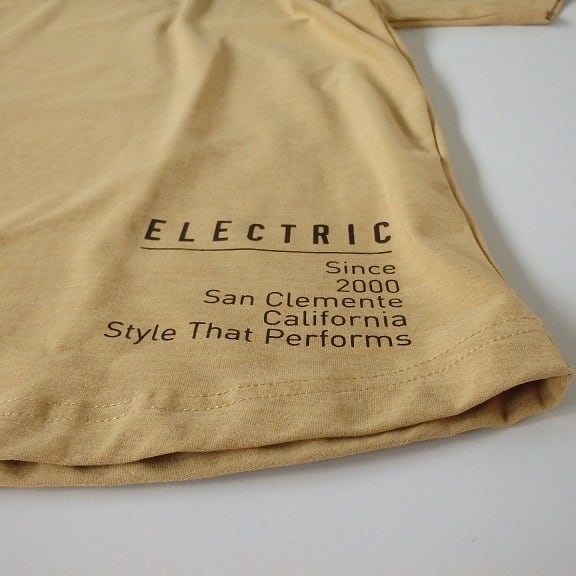 ELECTRIC
Since
2000
San Clemente
California
Style That Performs